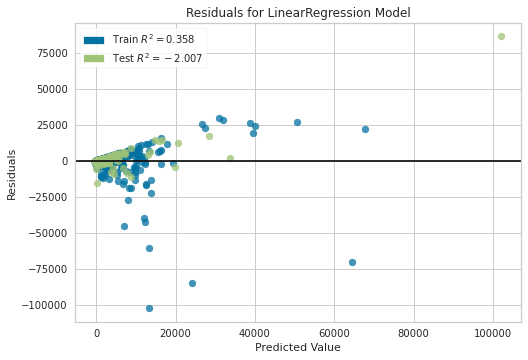 Residuals for LinearRegression Model
Train R² = 0.358
Test R² = −2.007
75000
50000
25000
0
−25000
−50000
−75000
−100000
Residuals
0 20000 40000 60000 80000 100000
Predicted Value